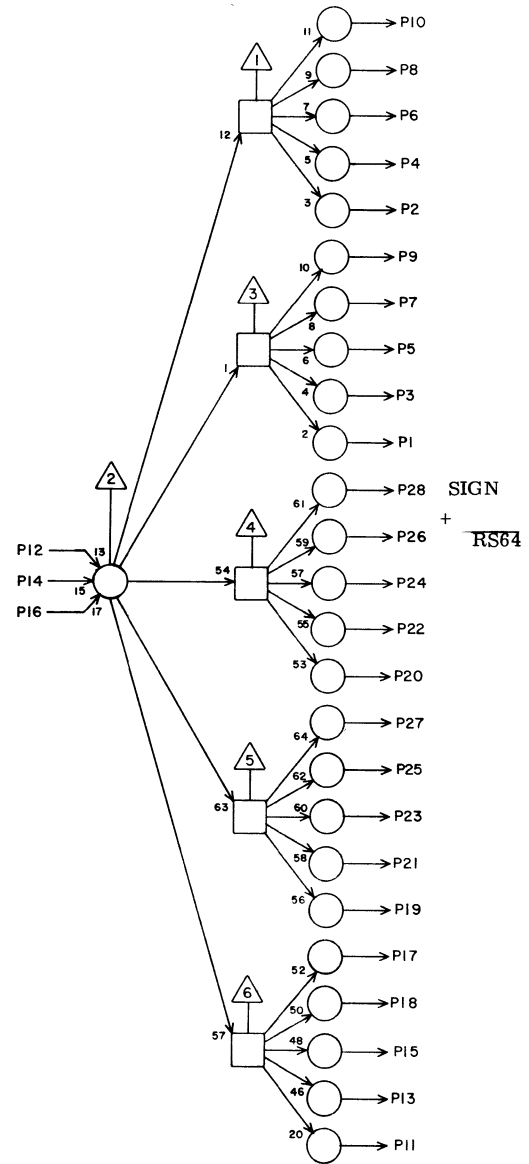 11 P10
1
9 P8
7 P6
12
5 P4
3 P2
10 P9
3
8 P7
6 P5
1
4 P3
2 P1
61 P28 SIGN
+
4
59 P26 RS64
54
57 P24
55 P22
53 P20
2
P12 13
P14 15
P16 17
64 P27
5
62 P25
63
60 P23
58 P21
56 P19
52 P17
6
50 P18
57
48 P15
46 P13
20 P11